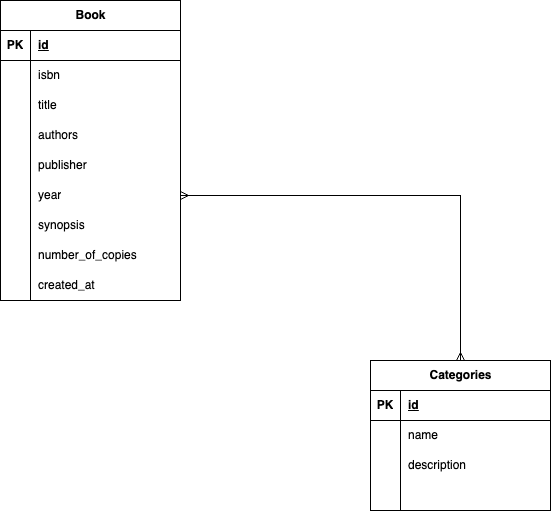 Book
PK id
isbn
title
authors
publisher
year
synopsis
number_of_copies
created_at
Categories
PK id
name
description